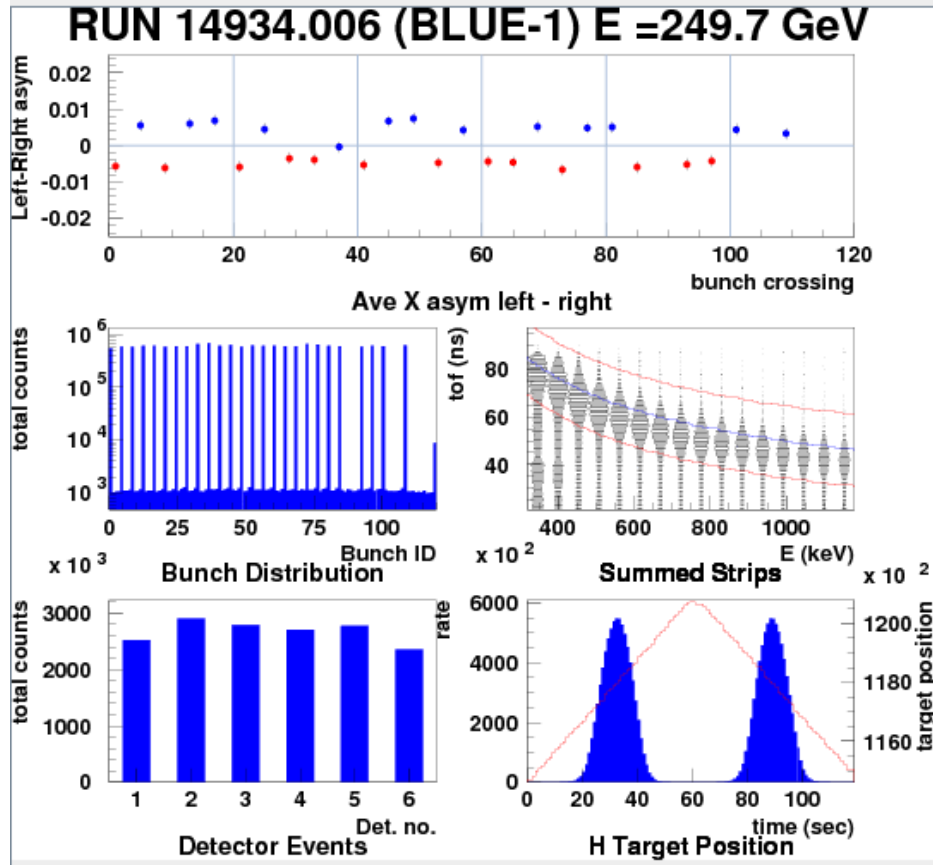 RUN 14934.006 (BLUE-1) E =249.7 GeV
Left-Right asym
0.02
0.01
0
-0.01
-0.02
0 20 40 60 80 100 120
bunch crossing
Ave X asym left - right
total counts
10 6
10 5
10 4
10 3
0 25 50 75 100
Bunch ID
Bunch Distribution
tof (ns)
80
60
40
400 600 800 1000
E (keV)
Summed Strips
x 10 3
total counts
3000
2000
1000
0
1 2 3 4 5 6
Det. no.
Detector Events
x 10 2
rate
6000
4000
2000
0
0 20 40 60 80 100
time (sec)
x 10 2
target position
1200
1180
1160
H Target Position